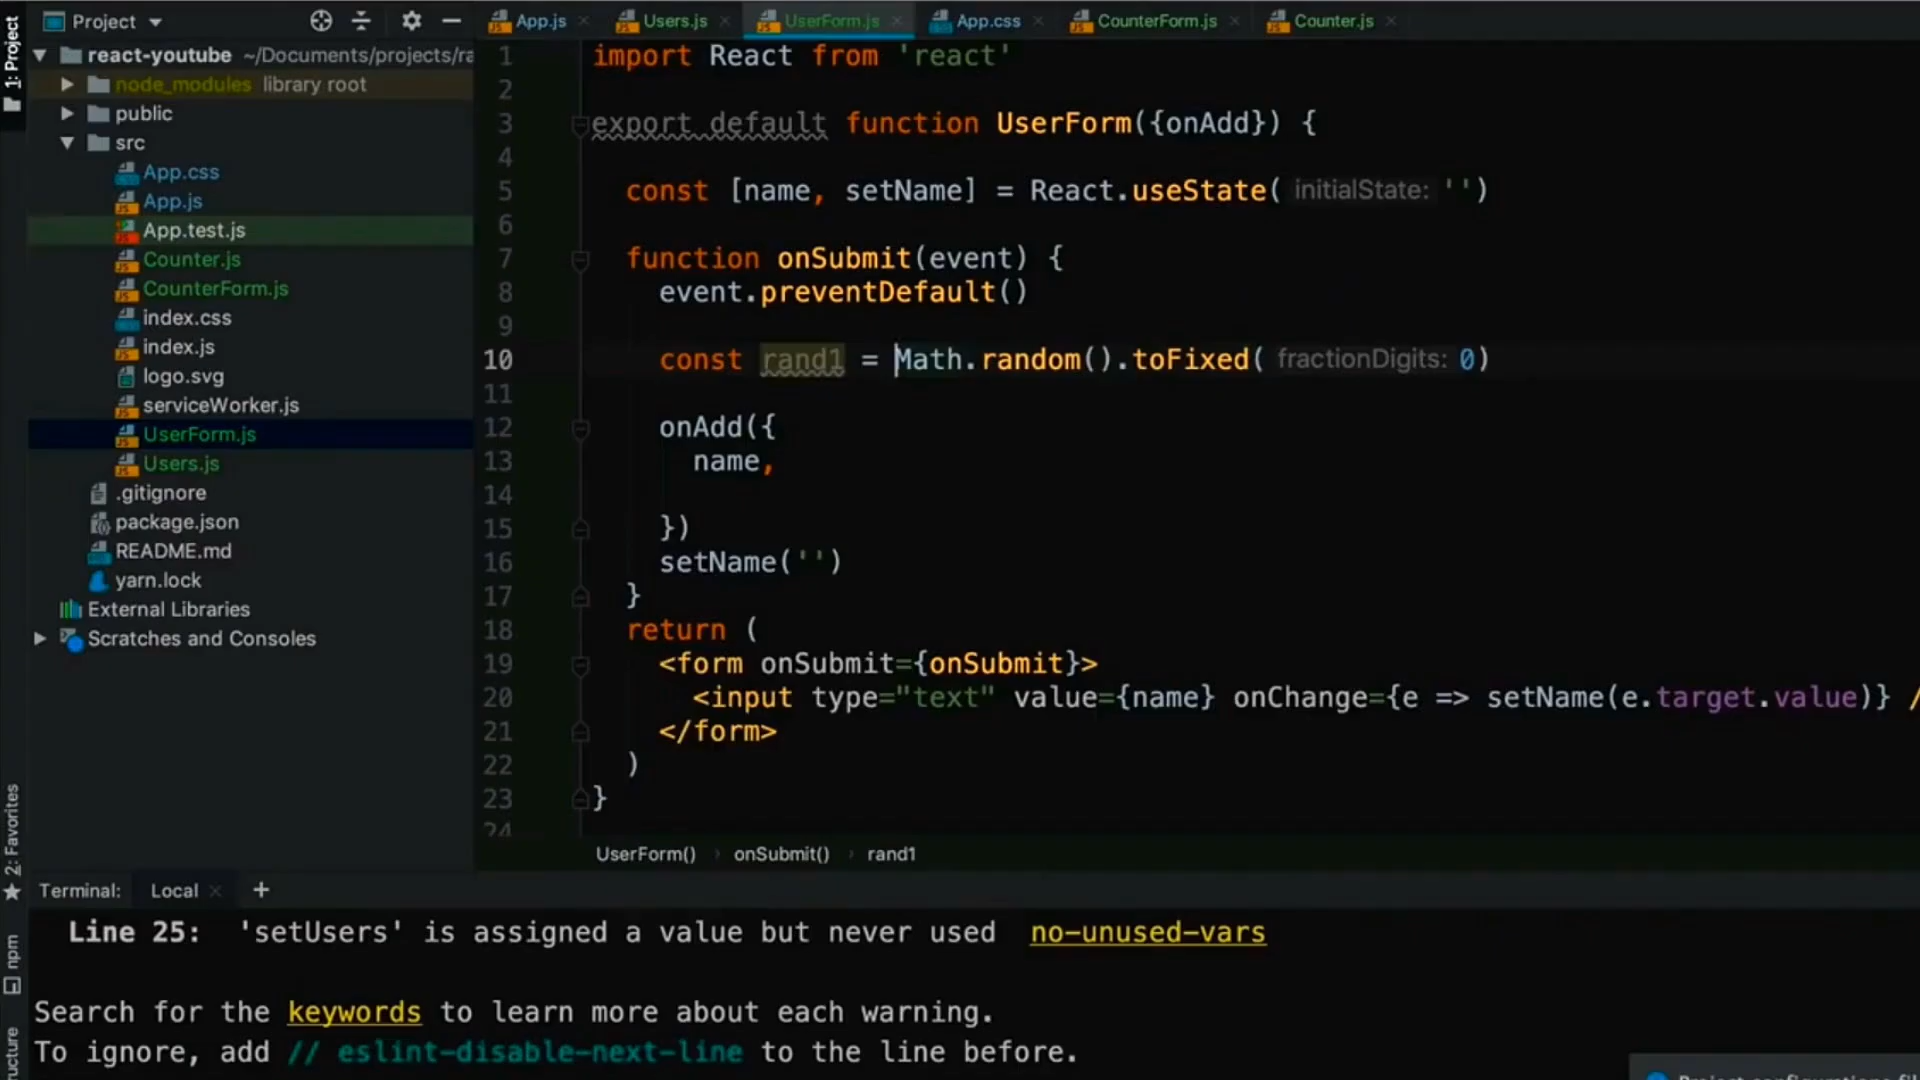 1: Project
Project
react-youtube ~/Documents/projects/ra
node_modules library root
public
src
App.css
App.js
App.test.js
Counter.js
CounterForm.js
index.css
index.js
logo.svg
serviceWorker.js
UserForm.js
Users.js
.gitignore
package.json
README.md
yarn.lock
External Libraries
Scratches and Consoles
App.js Users.js UserForm.js App.css CounterForm.js Counter.js
1 import React from 'react'
2
3 export default function UserForm({onAdd}) {
4
5 const [name, setName] = React.useState( initialState: '')
6
7 function onSubmit(event) {
8 event.preventDefault()
9
10 const rand1 = Math.random().toFixed( fractionDigits: 0)
11
12 onAdd({
13 name,
14
15 })
16 setName('')
17 }
18 return (
19 <form onSubmit={onSubmit}>
20 <input type="text" value={name} onChange={e => setName(e.target.value)} /
21 </form>
22 )
23 }
24
UserForm() › onSubmit() › rand1
2: Favorites
npm
Terminal: Local +
Line 25: 'setUsers' is assigned a value but never used no-unused-vars
Search for the keywords to learn more about each warning.
To ignore, add // eslint-disable-next-line to the line before.